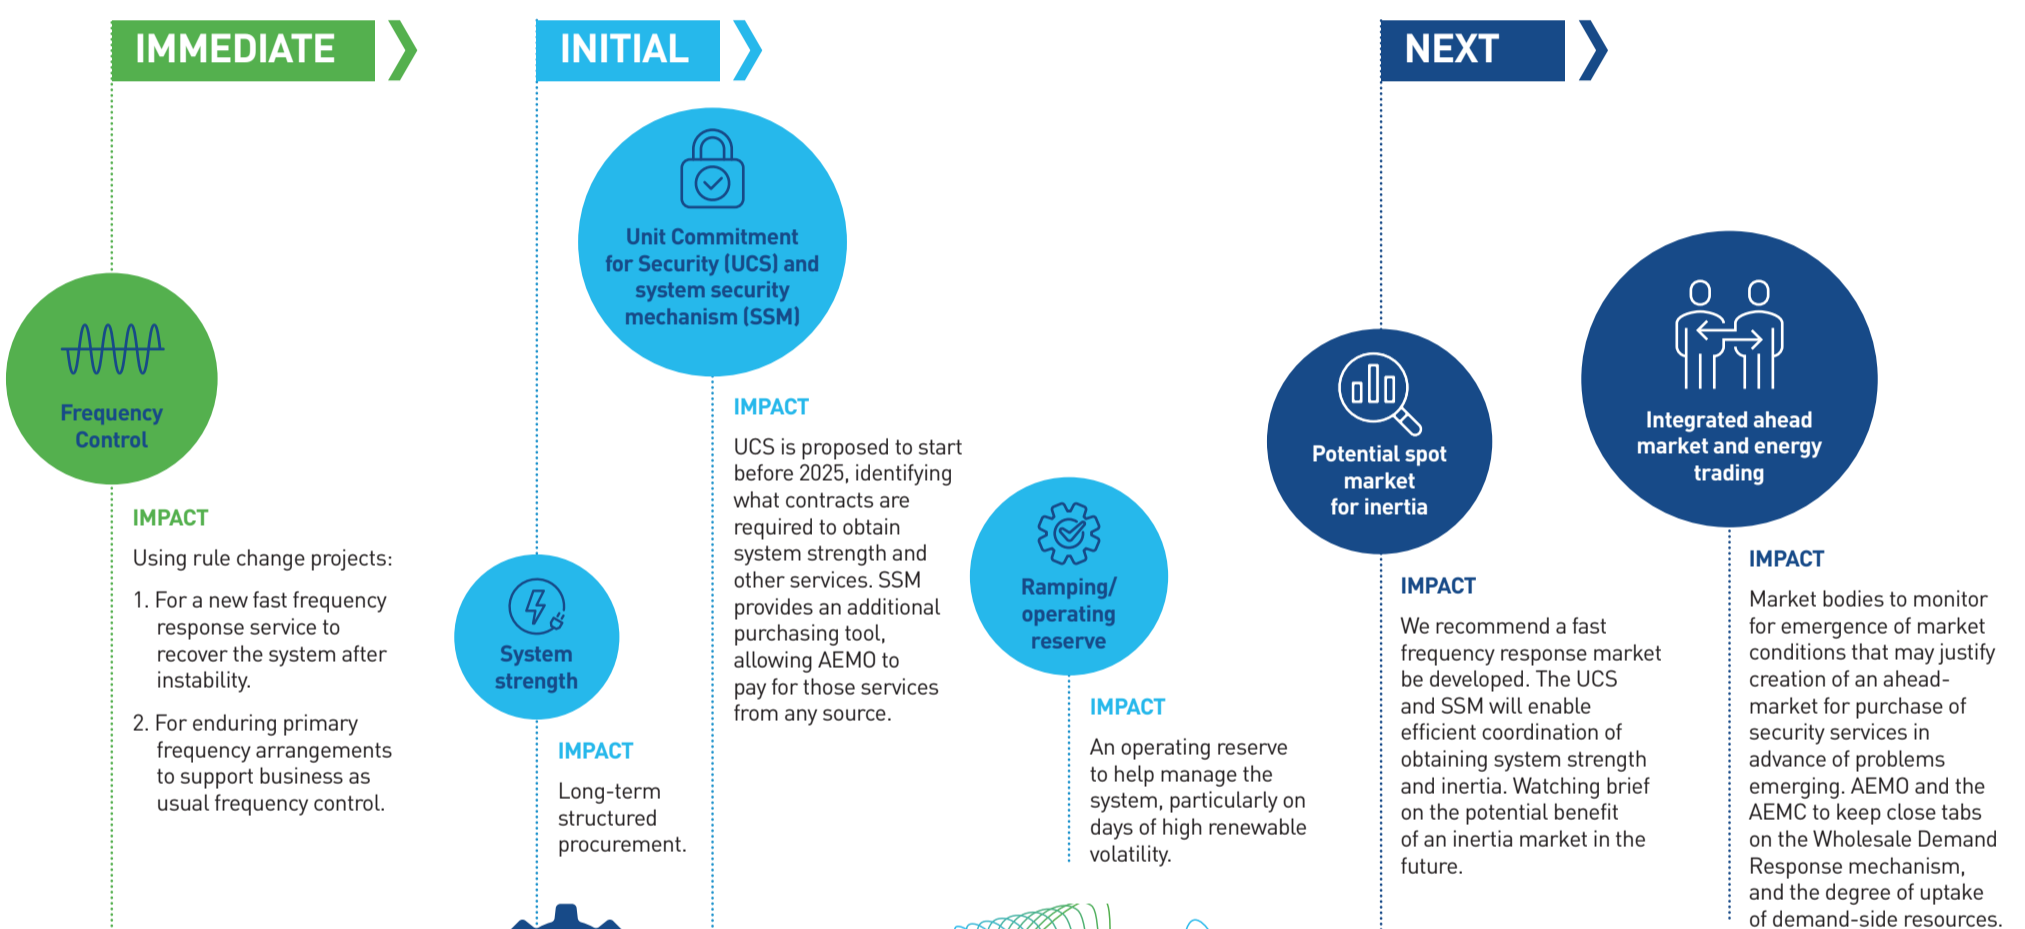 IMMEDIATE
Frequency
Control
IMPACT
Using rule change projects:
1. For a new fast frequency
response service to
recover the system after
instability.
2. For enduring primary
frequency arrangements
to support business as
usual frequency control.
INITIAL
System
strength
IMPACT
Long-term
structured
procurement.
Unit Commitment
for Security (UCS) and
system security
mechanism (SSM)
IMPACT
UCS is proposed to start
before 2025, identifying
what contracts are
required to obtain
system strength and
other services. SSM
provides an additional
purchasing tool,
allowing AEMO to
pay for those services
from any source.
Ramping/
operating
reserve
IMPACT
An operating reserve
to help manage the
system, particularly on
days of high renewable
volatility.
NEXT
Potential spot
market
for inertia
IMPACT
We recommend a fast
frequency response market
be developed. The UCS
and SSM will enable
efficient coordination of
obtaining system strength
and inertia. Watching brief
on the potential benefit
of an inertia market in the
future.
Integrated ahead
market and energy
trading
IMPACT
Market bodies to monitor
for emergence of market
conditions that may justify
creation of an ahead-
market for purchase of
security services in
advance of problems
emerging. AEMO and the
AEMC to keep close tabs
on the Wholesale Demand
Response mechanism,
and the degree of uptake
of demand-side resources.